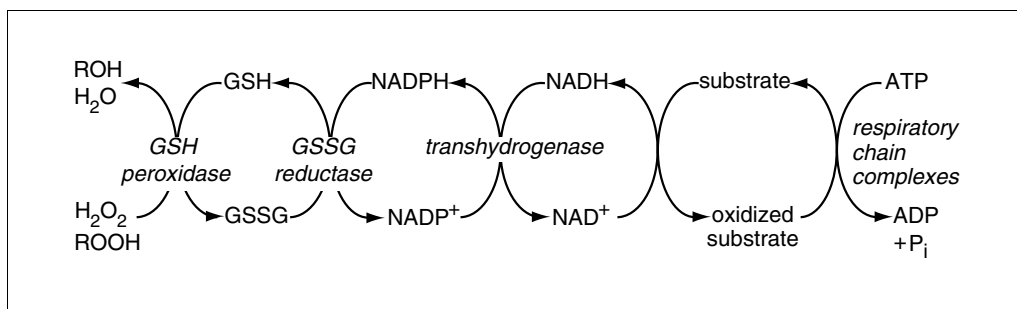 ROH
H2O
GSH
NADPH
NADH
substrate
ATP
GSH
peroxidase
GSSG
reductase
transhydrogenase
respiratory
chain
complexes
H2O2
ROOH
GSSG
NADP+
NAD+
oxidized
substrate
ADP
+Pi